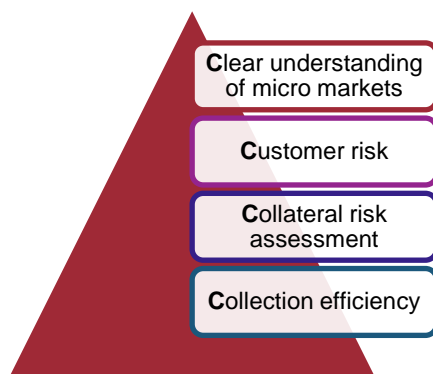 Clear understanding
of micro markets
Customer risk
Collateral risk
assessment
Collection efficiency